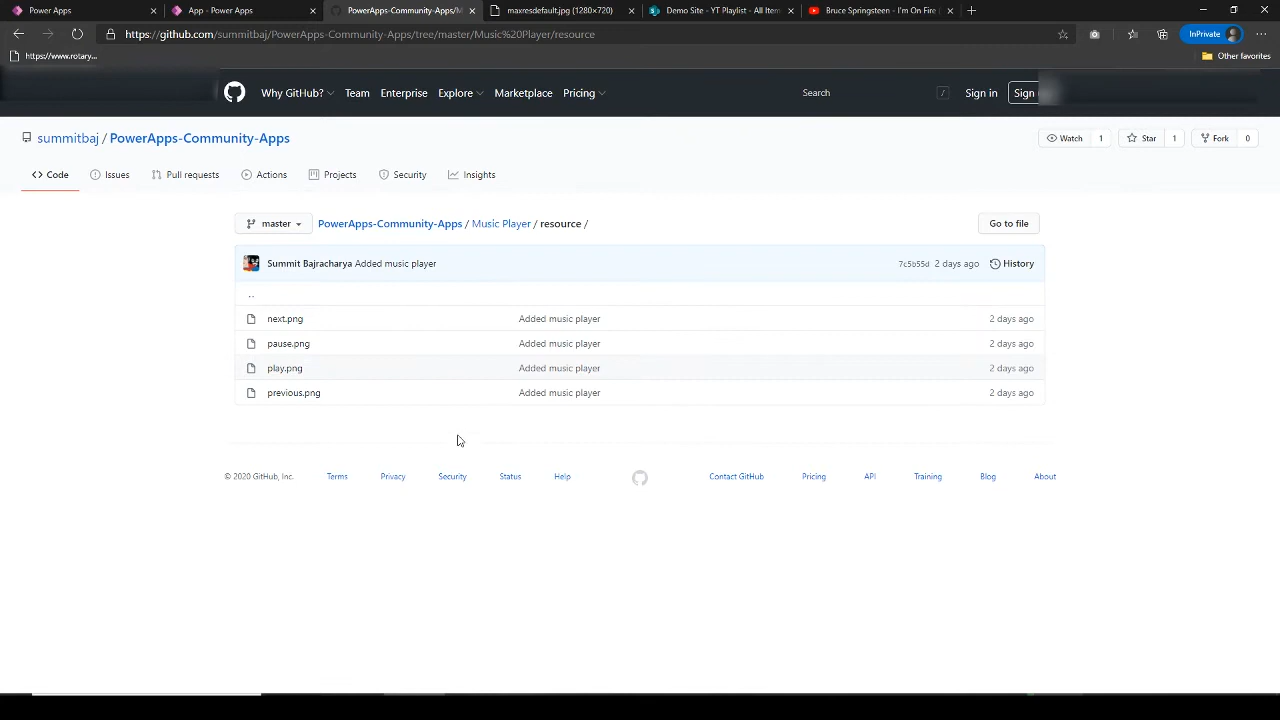 Power Apps
App - Power Apps
PowerApps-Community-Apps/M
maxresdefault.jpg (1280×720)
Demo Site - YT Playlist - All Item
Bruce Springsteen - I'm On Fire (
https://github.com/summitbaj/PowerApps-Community-Apps/tree/master/Music%20Player/resource
InPrivate
https://www.rotary...
Other favorites
Why GitHub?
Team
Enterprise
Explore
Marketplace
Pricing
Search
/
Sign in
Sign
summitbaj / PowerApps-Community-Apps
Watch 1
Star 1
Fork 0
Code
Issues
Pull requests
Actions
Projects
Security
Insights
master
PowerApps-Community-Apps / Music Player / resource /
Go to file
Summit Bajracharya Added music player
7c5b55d 2 days ago
History
..
next.png Added music player 2 days ago
pause.png Added music player 2 days ago
play.png Added music player 2 days ago
previous.png Added music player 2 days ago
© 2020 GitHub, Inc.
Terms
Privacy
Security
Status
Help
Contact GitHub
Pricing
API
Training
Blog
About